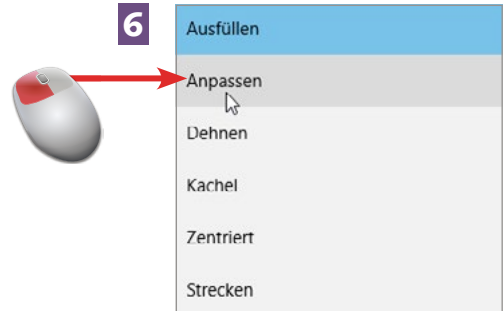 6
Ausfüllen
Anpassen
Dehnen
Kachel
Zentriert
Strecken